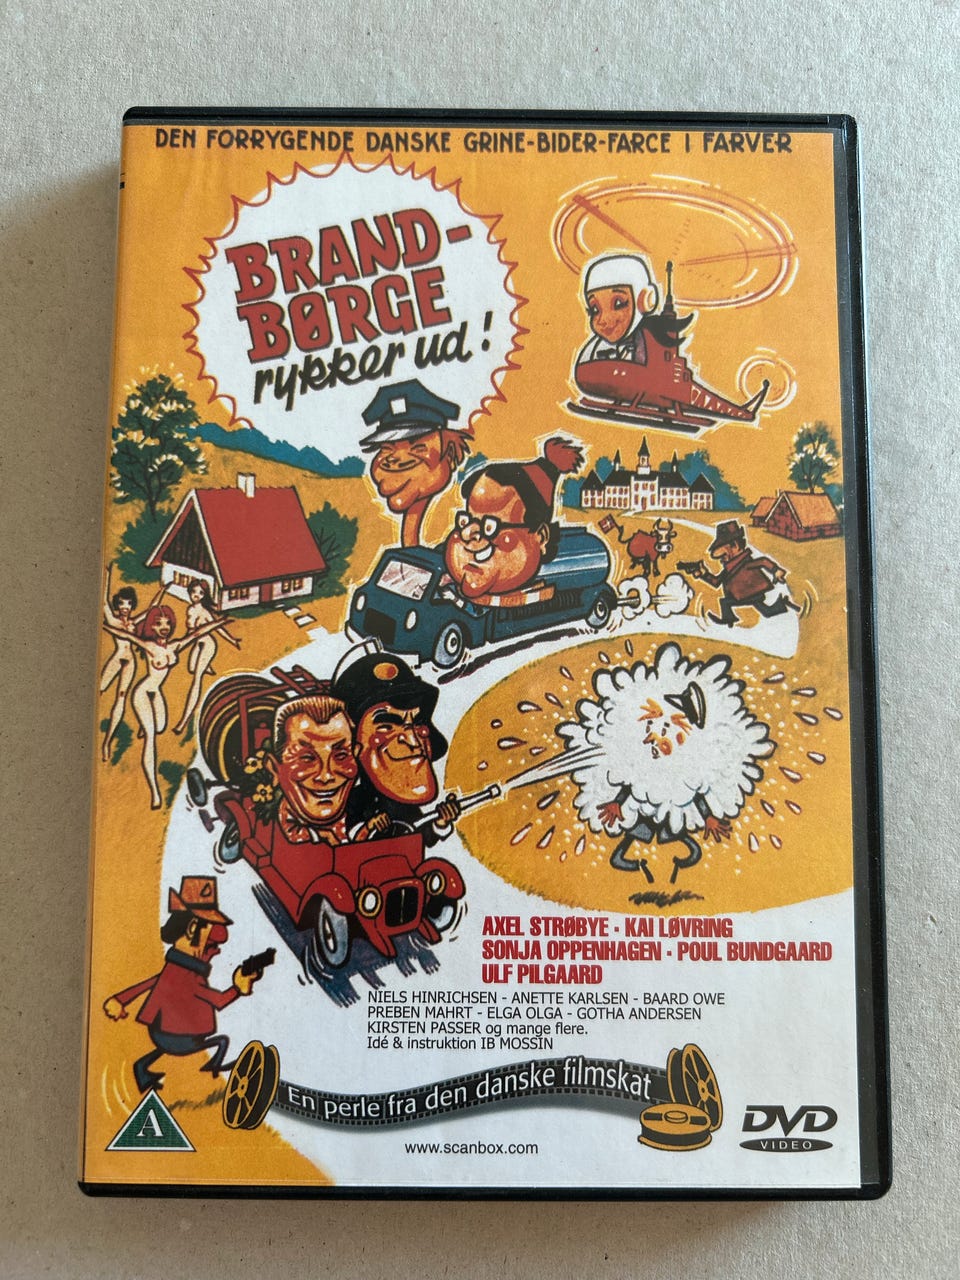 DEN FORRYGENDE DANSKE GRINE-BIDER-FARCE I FARVER
BRAND-
BØRGE
rykker ud!
AXEL STRØBYE · KAI LØVRING
SONJA OPPENHAGEN · POUL BUNDGAARD
ULF PILGAARD
NIELS HINRICHSEN - ANETTE KARLSEN - BAARD OWE
PREBEN MAHRT - ELGA OLGA - GOTHA ANDERSEN
KIRSTEN PASSER og mange flere.
Idé & instruktion IB MOSSIN
En perle fra den danske filmskat
A
www.scanbox.com
DVD
VIDEO